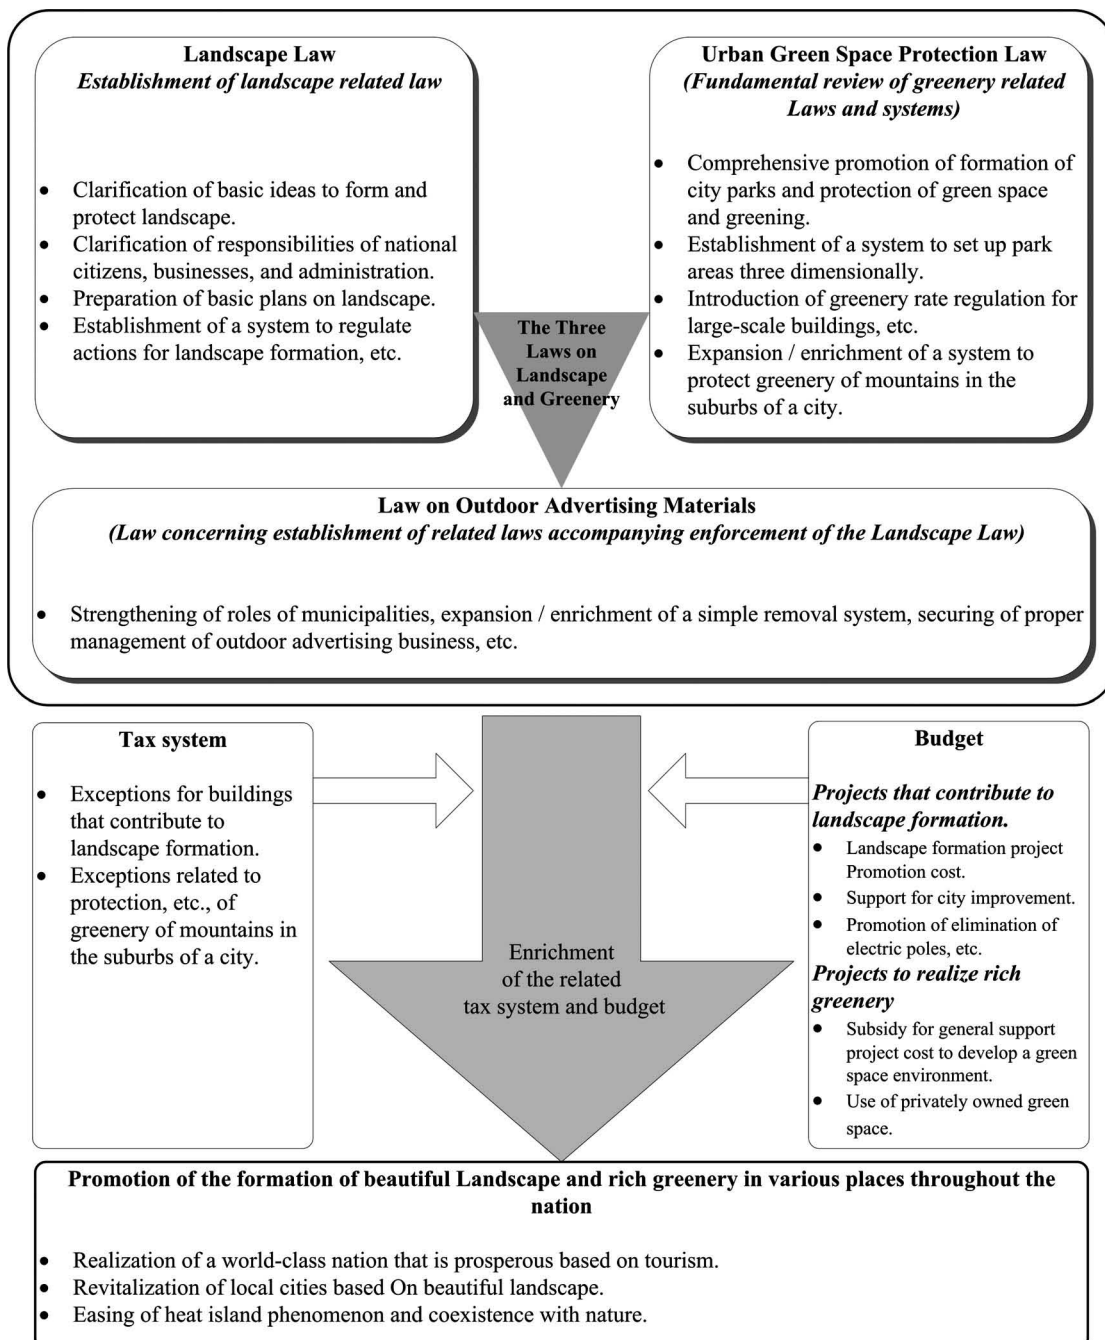 Landscape Law
Establishment of landscape related law
• Clarification of basic ideas to form and
protect landscape.
• Clarification of responsibilities of national
citizens, businesses, and administration.
• Preparation of basic plans on landscape.
• Establishment of a system to regulate
actions for landscape formation, etc.
Urban Green Space Protection Law
(Fundamental review of greenery related
Laws and systems)
• Comprehensive promotion of formation of
city parks and protection of green space
and greening.
• Establishment of a system to set up park
areas three dimensionally.
• Introduction of greenery rate regulation for
large-scale buildings, etc.
• Expansion / enrichment of a system to
protect greenery of mountains in the
suburbs of a city.
The Three
Laws on
Landscape
and Greenery
Law on Outdoor Advertising Materials
(Law concerning establishment of related laws accompanying enforcement of the Landscape Law)
• Strengthening of roles of municipalities, expansion / enrichment of a simple removal system, securing of proper
management of outdoor advertising business, etc.
Tax system
• Exceptions for buildings
that contribute to
landscape formation.
• Exceptions related to
protection, etc., of
greenery of mountains in
the suburbs of a city.
Enrichment
of the related
tax system and budget
Budget
Projects that contribute to
landscape formation.
• Landscape formation project
Promotion cost.
• Support for city improvement.
• Promotion of elimination of
electric poles, etc.
Projects to realize rich
greenery
• Subsidy for general support
project cost to develop a green
space environment.
• Use of privately owned green
space.
Promotion of the formation of beautiful Landscape and rich greenery in various places throughout the
nation
• Realization of a world-class nation that is prosperous based on tourism.
• Revitalization of local cities based On beautiful landscape.
• Easing of heat island phenomenon and coexistence with nature.